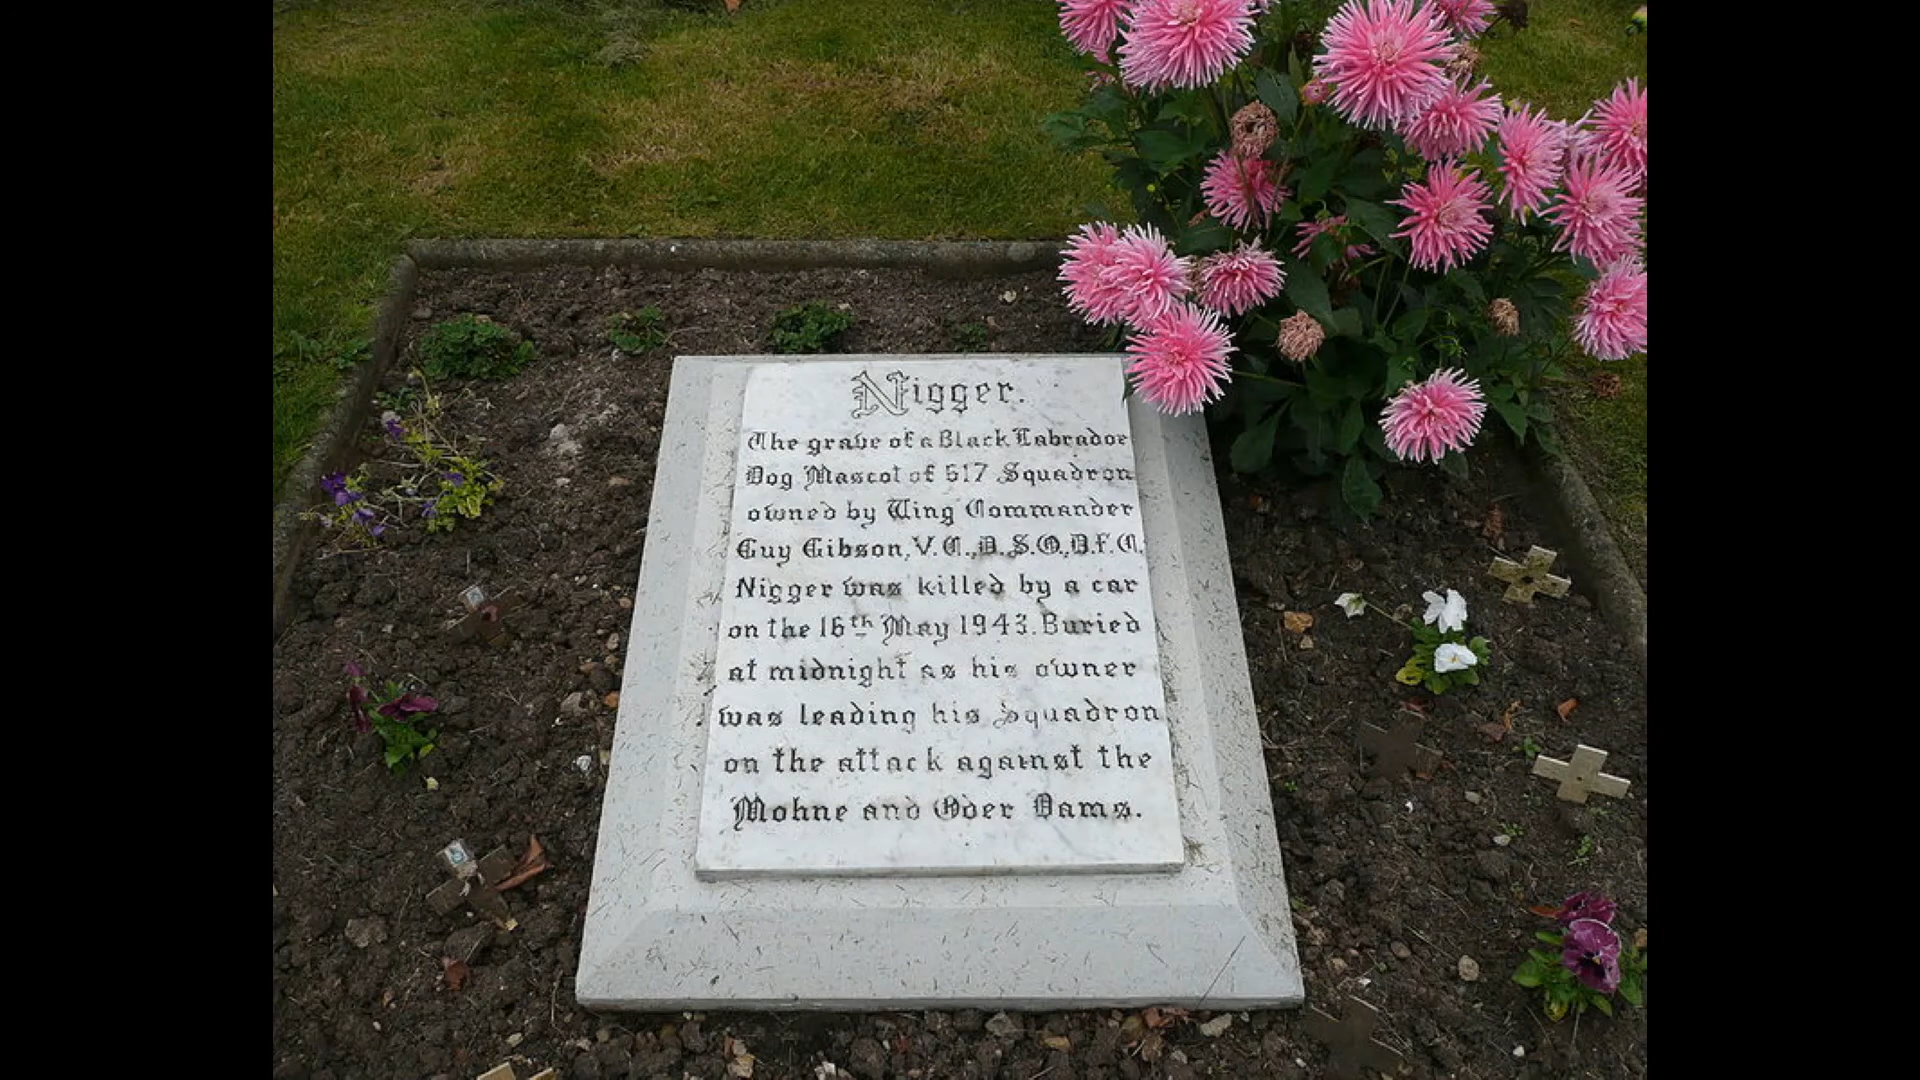 Nigger.
The grave of a Black Labrador
Dog Mascot of 617 Squadron
owned by Wing Commander
Guy Gibson, V.C., D.S.O., D.F.C.
Nigger was killed by a car
on the 16th May 1943. Buried
at midnight as his owner
was leading his Squadron
on the attack against the
Mohne and Eder Dams.